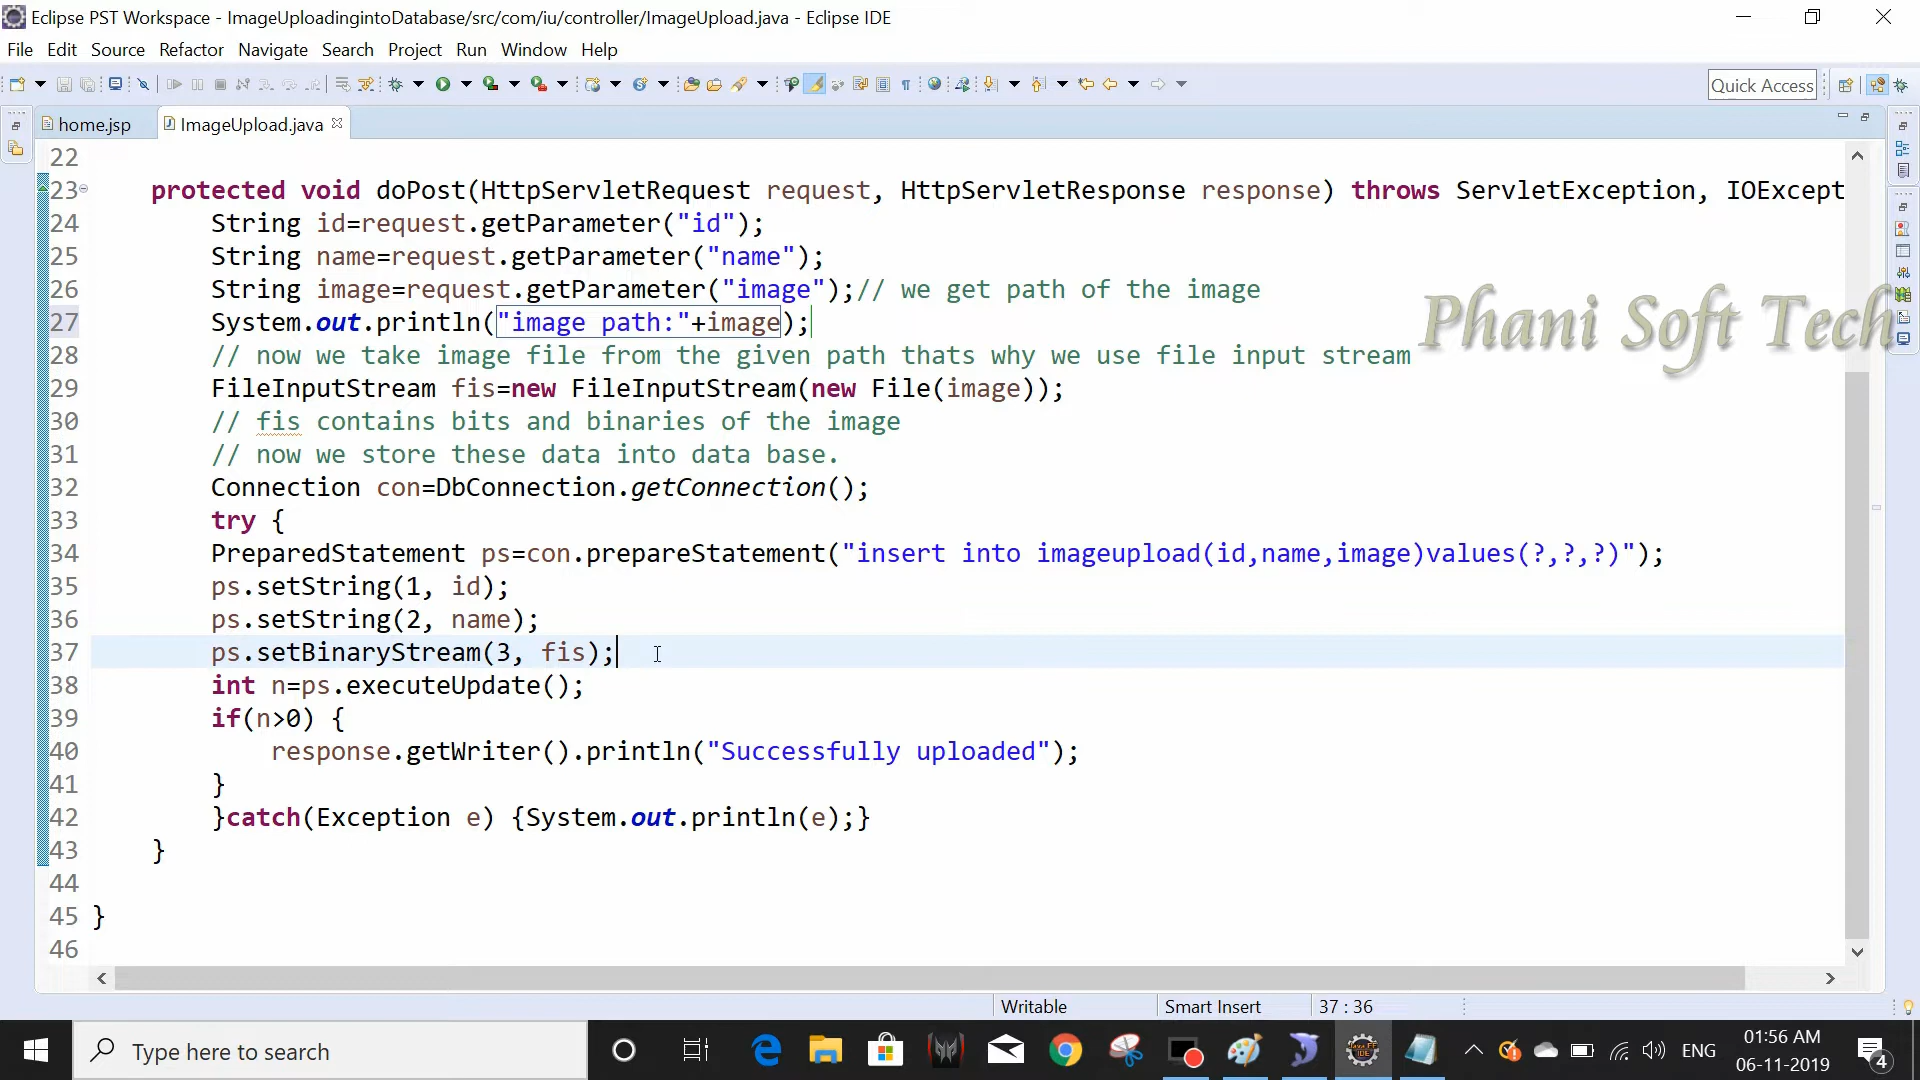 Eclipse PST Workspace - ImageUploadingintoDatabase/src/com/iu/controller/ImageUpload.java - Eclipse IDE
File Edit Source Refactor Navigate Search Project Run Window Help
Quick Access
home.jsp ImageUpload.java
22
23 protected void doPost(HttpServletRequest request, HttpServletResponse response) throws ServletException, IOExcept
24 String id=request.getParameter("id");
25 String name=request.getParameter("name");
26 String image=request.getParameter("image");// we get path of the image
27 System.out.println("image path:"+image);
Phani Soft Tech
28 // now we take image file from the given path thats why we use file input stream
29 FileInputStream fis=new FileInputStream(new File(image));
30 // fis contains bits and binaries of the image
31 // now we store these data into data base.
32 Connection con=DbConnection.getConnection();
33 try {
34 PreparedStatement ps=con.prepareStatement("insert into imageupload(id,name,image)values(?,?,?)");
35 ps.setString(1, id);
36 ps.setString(2, name);
37 ps.setBinaryStream(3, fis);
38 int n=ps.executeUpdate();
39 if(n>0) {
40 response.getWriter().println("Successfully uploaded");
41 }
42 }catch(Exception e) {System.out.println(e);}
43 }
44
45 }
46
Writable Smart Insert 37 : 36
Type here to search
ENG
01:56 AM
06-11-2019
4